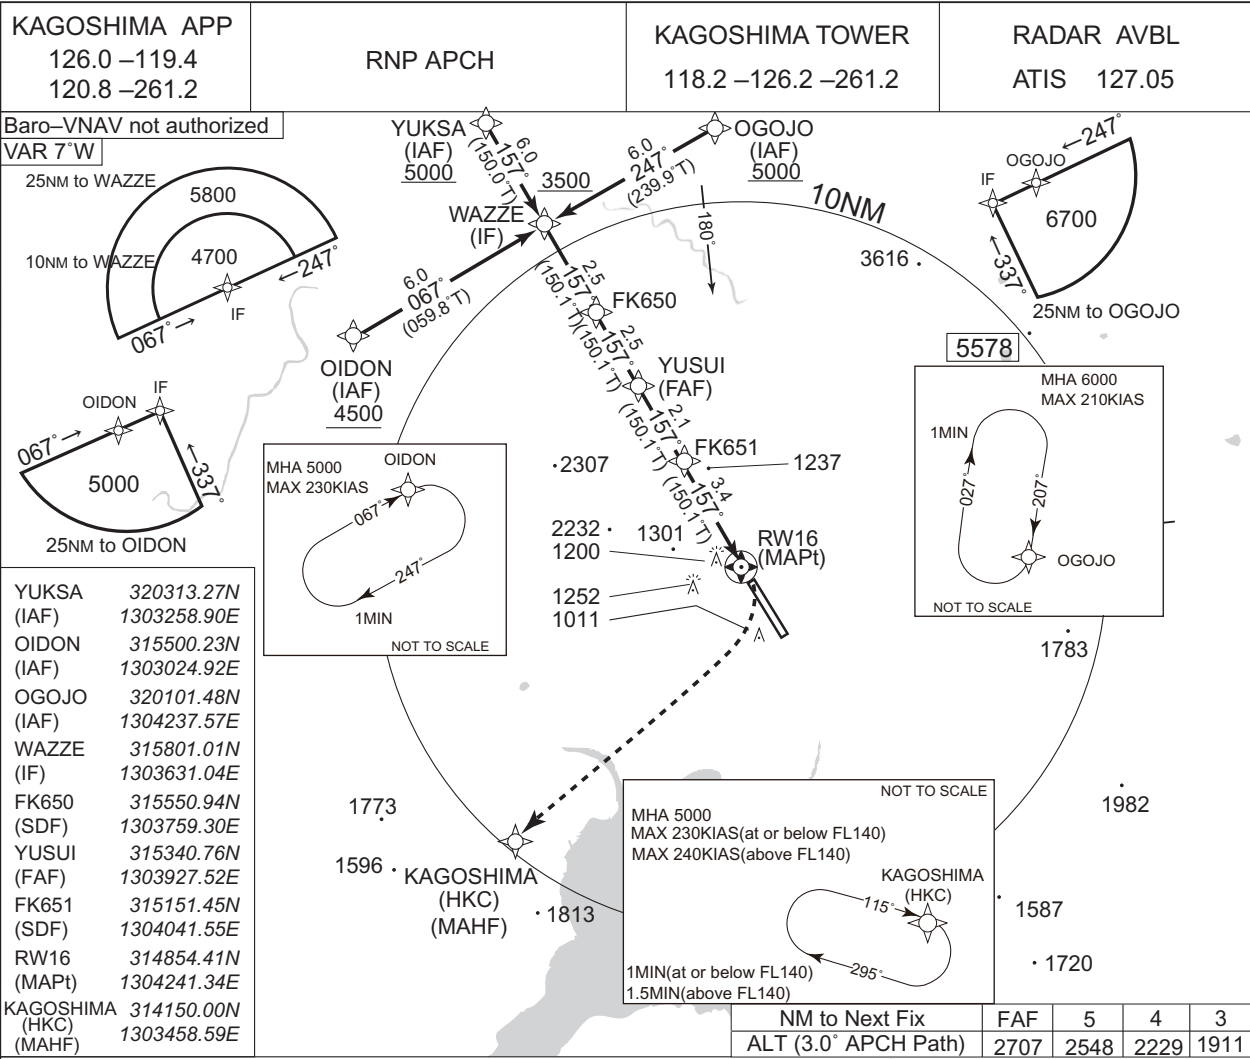 KAGOSHIMA APP
126.0 –119.4
120.8 –261.2
RNP APCH
KAGOSHIMA TOWER
118.2 –126.2 –261.2
RADAR AVBL
ATIS 127.05
Baro–VNAV not authorized
VAR 7°W
25NM to WAZZE
5800
10NM to WAZZE
4700
←247°
IF
067°→
YUKSA
(IAF)
5000
6.0
157°
(150.0°T)
3500
OGOJO
(IAF)
5000
6.0
247°
(239.9°T)
WAZZE
(IF)
180°
10NM
←247°
OGOJO
IF
6700
←337°
25NM to OGOJO
3616
5578
6.0
067°
(059.8°T)
OIDON
(IAF)
4500
2.5
157°
(150.1°T)
FK650
2.5
157°
(150.1°T)
YUSUI
(FAF)
2.1
157°
(150.1°T)
FK651
3.4
157°
(150.1°T)
RW16
(MAPt)
IF
OIDON
067°→
5000
←337°
25NM to OIDON
MHA 5000
MAX 230KIAS
OIDON
067°
247°
1MIN
NOT TO SCALE
MHA 6000
MAX 210KIAS
1MIN
027°
207°
OGOJO
NOT TO SCALE
2307
1237
2232
1301
1200
1252
1011
1783
1982
1773
1596
1813
1587
1720
KAGOSHIMA
(HKC)
(MAHF)
NOT TO SCALE
MHA 5000
MAX 230KIAS(at or below FL140)
MAX 240KIAS(above FL140)
KAGOSHIMA
(HKC)
115°
295°
1MIN(at or below FL140)
1.5MIN(above FL140)
YUKSA 320313.27N
(IAF) 1303258.90E
OIDON 315500.23N
(IAF) 1303024.92E
OGOJO 320101.48N
(IAF) 1304237.57E
WAZZE 315801.01N
(IF) 1303631.04E
FK650 315550.94N
(SDF) 1303759.30E
YUSUI 315340.76N
(FAF) 1303927.52E
FK651 315151.45N
(SDF) 1304041.55E
RW16 314854.41N
(MAPt) 1304241.34E
KAGOSHIMA 314150.00N
(HKC)
(MAHF) 1303458.59E
NM to Next Fix FAF 5 4 3
ALT (3.0° APCH Path) 2707 2548 2229 1911